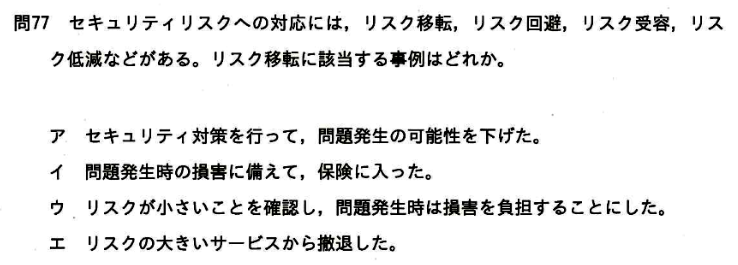 問77 セキュリティリスクへの対応には，リスク移転，リスク回避，リスク受容，リス
ク低減などがある。リスク移転に該当する事例はどれか。
ア セキュリティ対策を行って，問題発生の可能性を下げた。
イ 問題発生時の損害に備えて，保険に入った。
ウ リスクが小さいことを確認し，問題発生時は損害を負担することにした。
エ リスクの大きいサービスから撤退した。